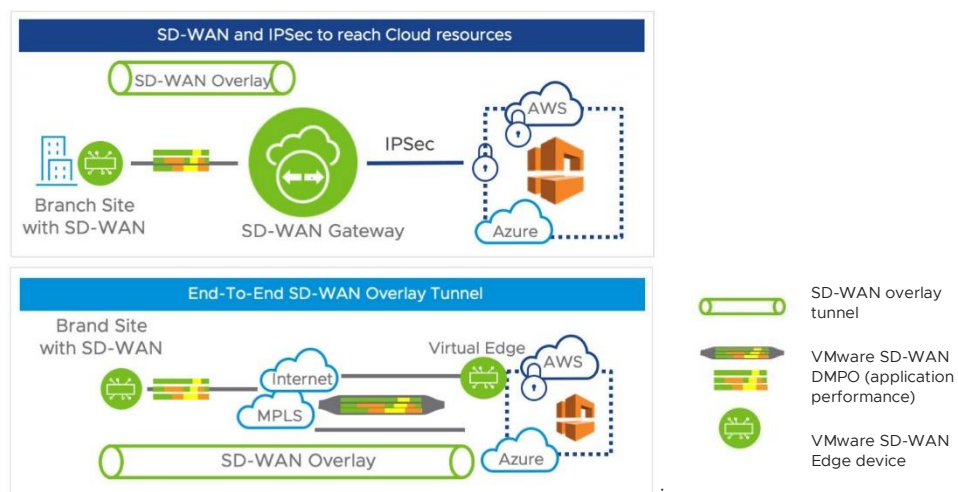 SD-WAN and IPSec to reach Cloud resources
SD-WAN Overlay
AWS
IPSec
Branch Site
with SD-WAN
SD-WAN Gateway
Azure
End-To-End SD-WAN Overlay Tunnel
Brand Site
with SD-WAN
Virtual Edge
AWS
Internet
MPLS
SD-WAN Overlay
Azure
SD-WAN overlay
tunnel
VMware SD-WAN
DMPO (application
performance)
VMware SD-WAN
Edge device